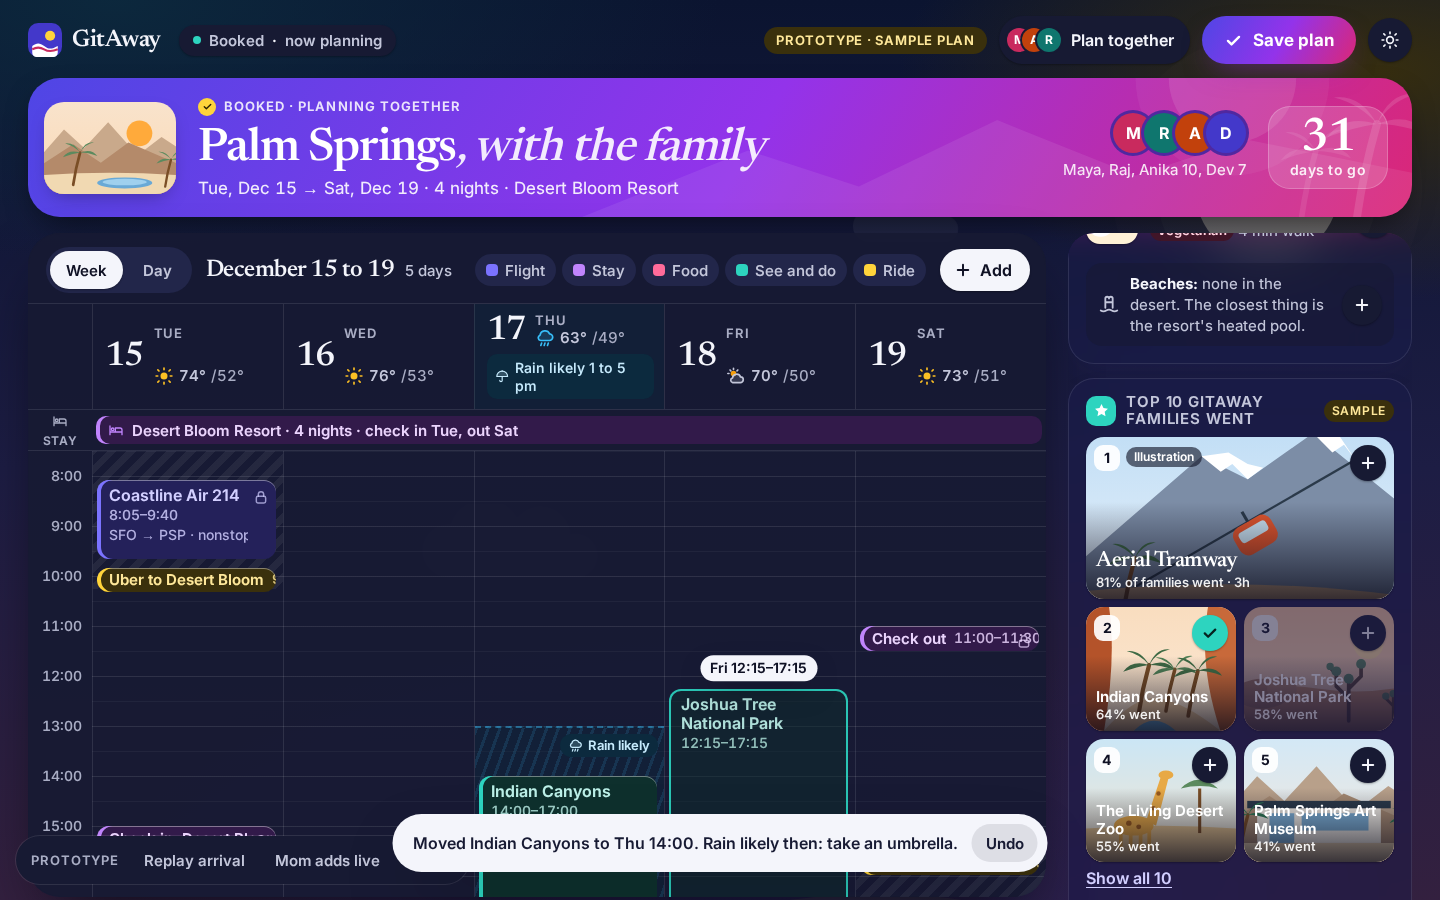 GitAway
Booked · now planning
PROTOTYPE · SAMPLE PLAN
R
Plan together
Save plan
BOOKED · PLANNING TOGETHER
Palm Springs, with the family
Tue, Dec 15 → Sat, Dec 19 · 4 nights · Desert Bloom Resort
M R A D
Maya, Raj, Anika 10, Dev 7
31
days to go
Week
Day
December 15 to 19 5 days
Flight
Stay
Food
See and do
Ride
+ Add
15 TUE
74° /52°
16 WED
76° /53°
17 THU
63° /49°
Rain likely 1 to 5
pm
18 FRI
70° /50°
19 SAT
73° /51°
STAY
Desert Bloom Resort · 4 nights · check in Tue, out Sat
8:00
9:00
10:00
11:00
12:00
13:00
14:00
15:00
Coastline Air 214
8:05–9:40
SFO → PSP · nonstop
Uber to Desert Bloom
Rain likely
Indian Canyons
14:00–17:00
Fri 12:15–17:15
Joshua Tree
National Park
12:15–17:15
Check out 11:00–11:30
PROTOTYPE
Replay arrival
Mom adds live
Moved Indian Canyons to Thu 14:00. Rain likely then: take an umbrella.
Undo
Vegetarian 4 min walk
Beaches: none in the
desert. The closest thing is
the resort's heated pool.
TOP 10 GITAWAY
FAMILIES WENT
SAMPLE
1
Illustration
Aerial Tramway
81% of families went · 3h
2
Indian Canyons
64% went
3
Joshua Tree
National Park
58% went
4
The Living Desert
Zoo
55% went
5
Palm Springs Art
Museum
41% went
Show all 10